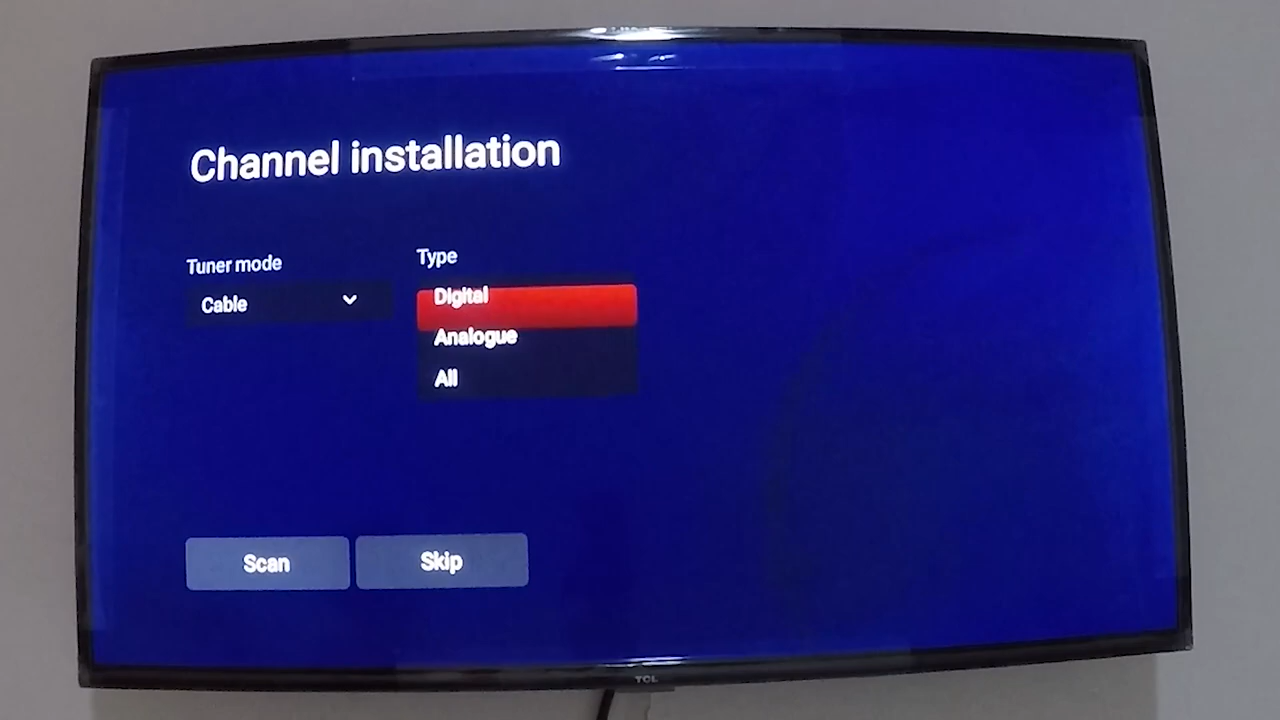 Channel installation
Tuner mode
Type
Cable
Digital
Analogue
All
Scan
Skip
TCL